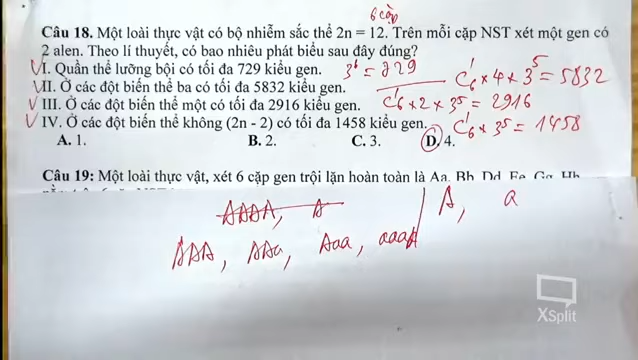 6 cặp
Câu 18. Một loài thực vật có bộ nhiễm sắc thể 2n = 12. Trên mỗi cặp NST xét một gen có
2 alen. Theo lí thuyết, có bao nhiêu phát biểu sau đây đúng?
I. Quần thể lưỡng bội có tối đa 729 kiểu gen. 3⁶ = 729
II. Ở các đột biến thể ba có tối đa 5832 kiểu gen. C₆¹ × 4 × 3⁵ = 5832
III. Ở các đột biến thể một có tối đa 2916 kiểu gen. C₆¹ × 2 × 3⁵ = 2916
IV. Ở các đột biến thể không (2n - 2) có tối đa 1458 kiểu gen. C₆¹ × 3⁵ = 1458
A. 1. B. 2. C. 3. D. 4.
Câu 19: Một loài thực vật, xét 6 cặp gen trội lặn hoàn toàn là Aa, Bb, Dd, Ee, Gg, Hh
AAAA, A A, a
AAA, AAa, Aaa, aaa
XSplit